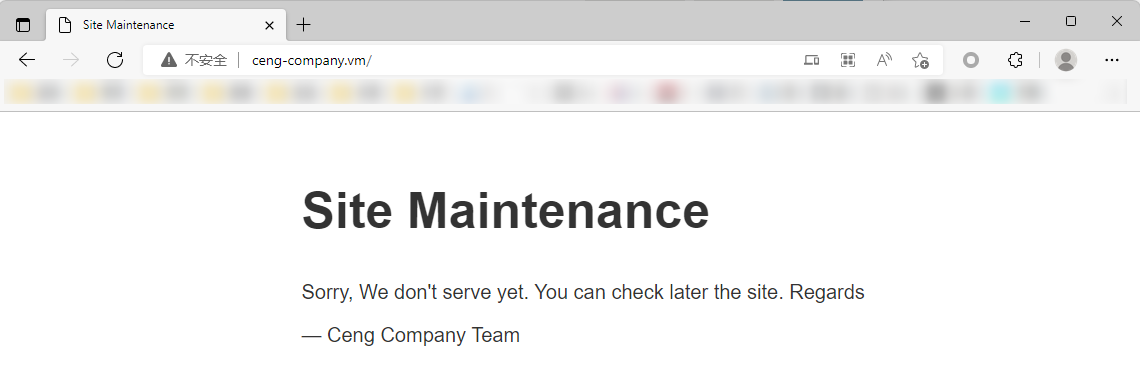 Site Maintenance
不安全 ceng-company.vm/
Site Maintenance
Sorry, We don't serve yet. You can check later the site. Regards
— Ceng Company Team